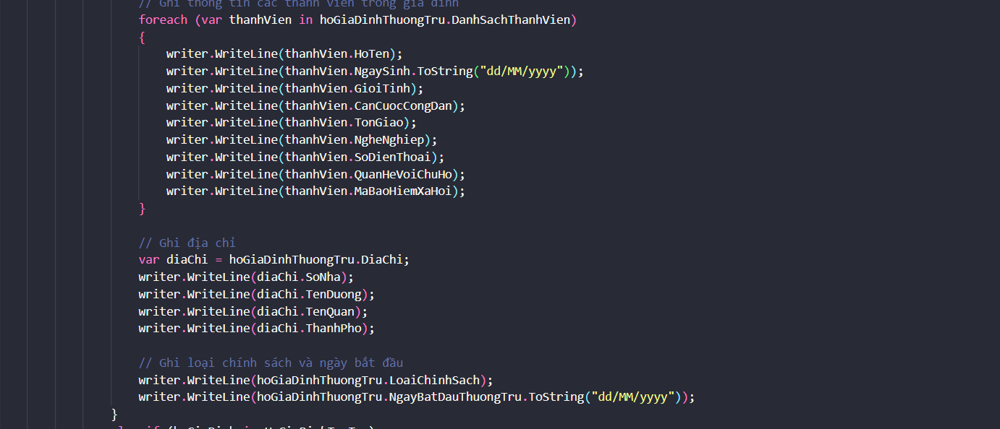 // Ghi thông tin các thành viên trong gia đình
foreach (var thanhVien in hoGiaDinhThuongTru.DanhSachThanhVien)
{
writer.WriteLine(thanhVien.HoTen);
writer.WriteLine(thanhVien.NgaySinh.ToString("dd/MM/yyyy"));
writer.WriteLine(thanhVien.GioiTinh);
writer.WriteLine(thanhVien.CanCuocCongDan);
writer.WriteLine(thanhVien.TonGiao);
writer.WriteLine(thanhVien.NgheNghiep);
writer.WriteLine(thanhVien.SoDienThoai);
writer.WriteLine(thanhVien.QuanHeVoiChuHo);
writer.WriteLine(thanhVien.MaBaoHiemXaHoi);
}
// Ghi địa chỉ
var diaChi = hoGiaDinhThuongTru.DiaChi;
writer.WriteLine(diaChi.SoNha);
writer.WriteLine(diaChi.TenDuong);
writer.WriteLine(diaChi.TenQuan);
writer.WriteLine(diaChi.ThanhPho);
// Ghi loại chính sách và ngày bắt đầu
writer.WriteLine(hoGiaDinhThuongTru.LoaiChinhSach);
writer.WriteLine(hoGiaDinhThuongTru.NgayBatDauThuongTru.ToString("dd/MM/yyyy"));
}